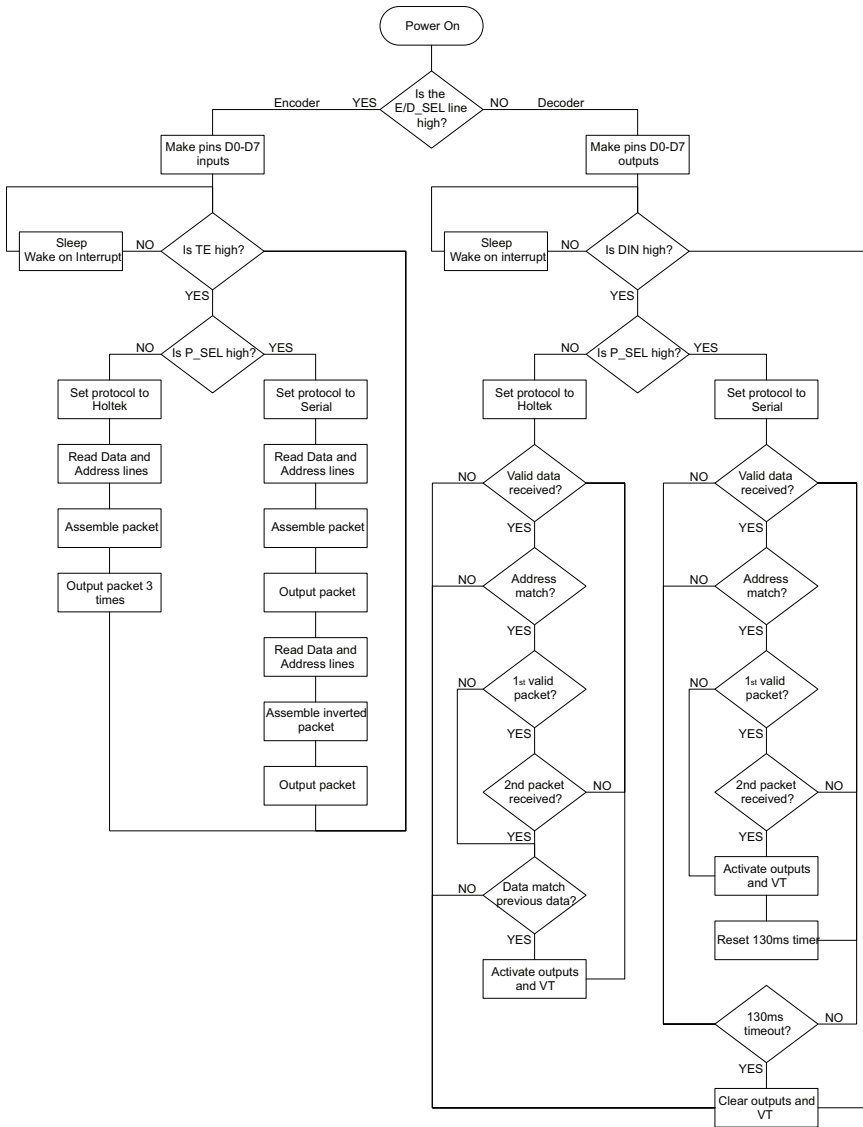 Power On
Is the
E/D_SEL line
high?
Encoder
YES
NO
Decoder
Make pins D0-D7
inputs
Sleep
Wake on Interrupt
NO
Is TE high?
YES
NO
Is P_SEL high?
YES
Set protocol to
Holtek
Read Data and
Address lines
Assemble packet
Output packet 3
times
Set protocol to
Serial
Read Data and
Address lines
Assemble packet
Output packet
Read Data and
Address lines
Assemble inverted
packet
Output packet
Make pins D0-D7
outputs
Sleep
Wake on interrupt
NO
Is DIN high?
YES
NO
Is P_SEL high?
YES
Set protocol to
Holtek
NO
Valid data
received?
YES
NO
Address
match?
YES
NO
1st valid
packet?
YES
2nd packet
received?
NO
YES
NO
Data match
previous data?
YES
Activate outputs
and VT
Set protocol to
Serial
NO
Valid data
received?
YES
NO
Address
match?
YES
NO
1st valid
packet?
YES
2nd packet
received?
NO
YES
Activate outputs
and VT
Reset 130ms timer
130ms
timeout?
NO
YES
Clear outputs and
VT